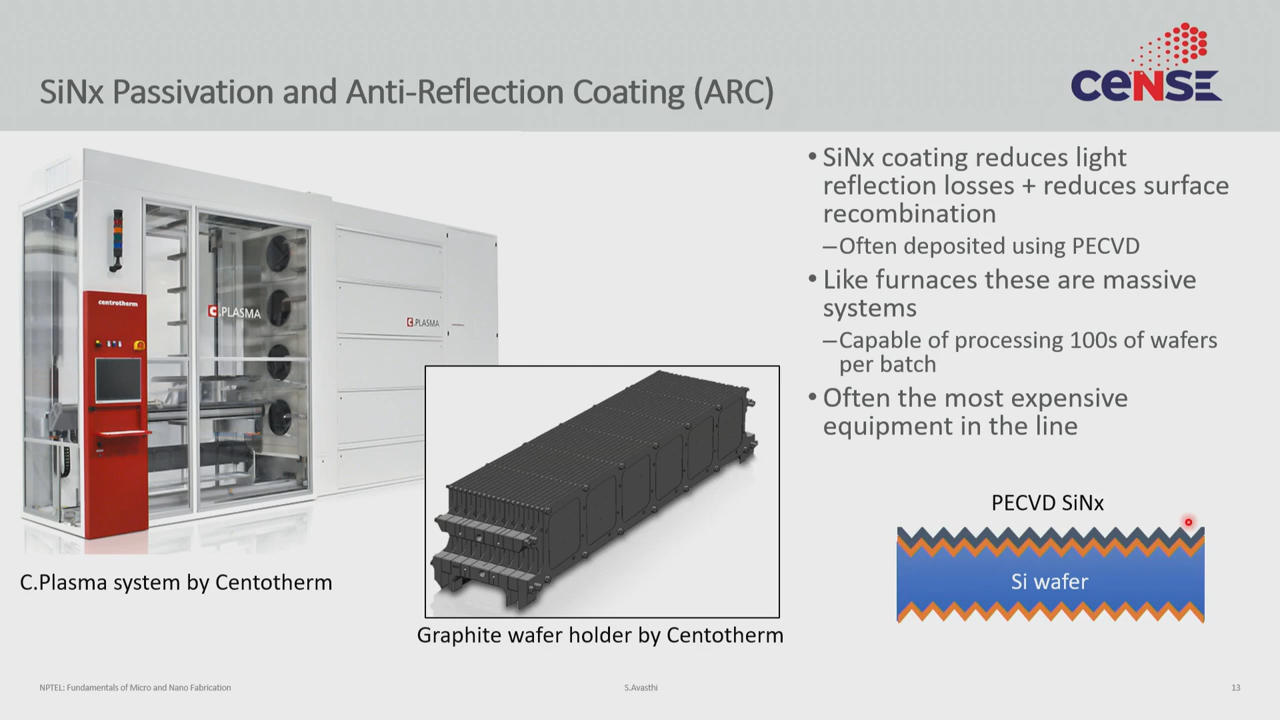 SiNx Passivation and Anti-Reflection Coating (ARC)
CeNSE
centrotherm
C.PLASMA
C.PLASMA
• SiNx coating reduces light
reflection losses + reduces surface
recombination
–Often deposited using PECVD
• Like furnaces these are massive
systems
–Capable of processing 100s of wafers
per batch
• Often the most expensive
equipment in the line
PECVD SiNx
Si wafer
C.Plasma system by Centotherm
Graphite wafer holder by Centotherm
NPTEL: Fundamentals of Micro and Nano Fabrication
S.Avasthi
13